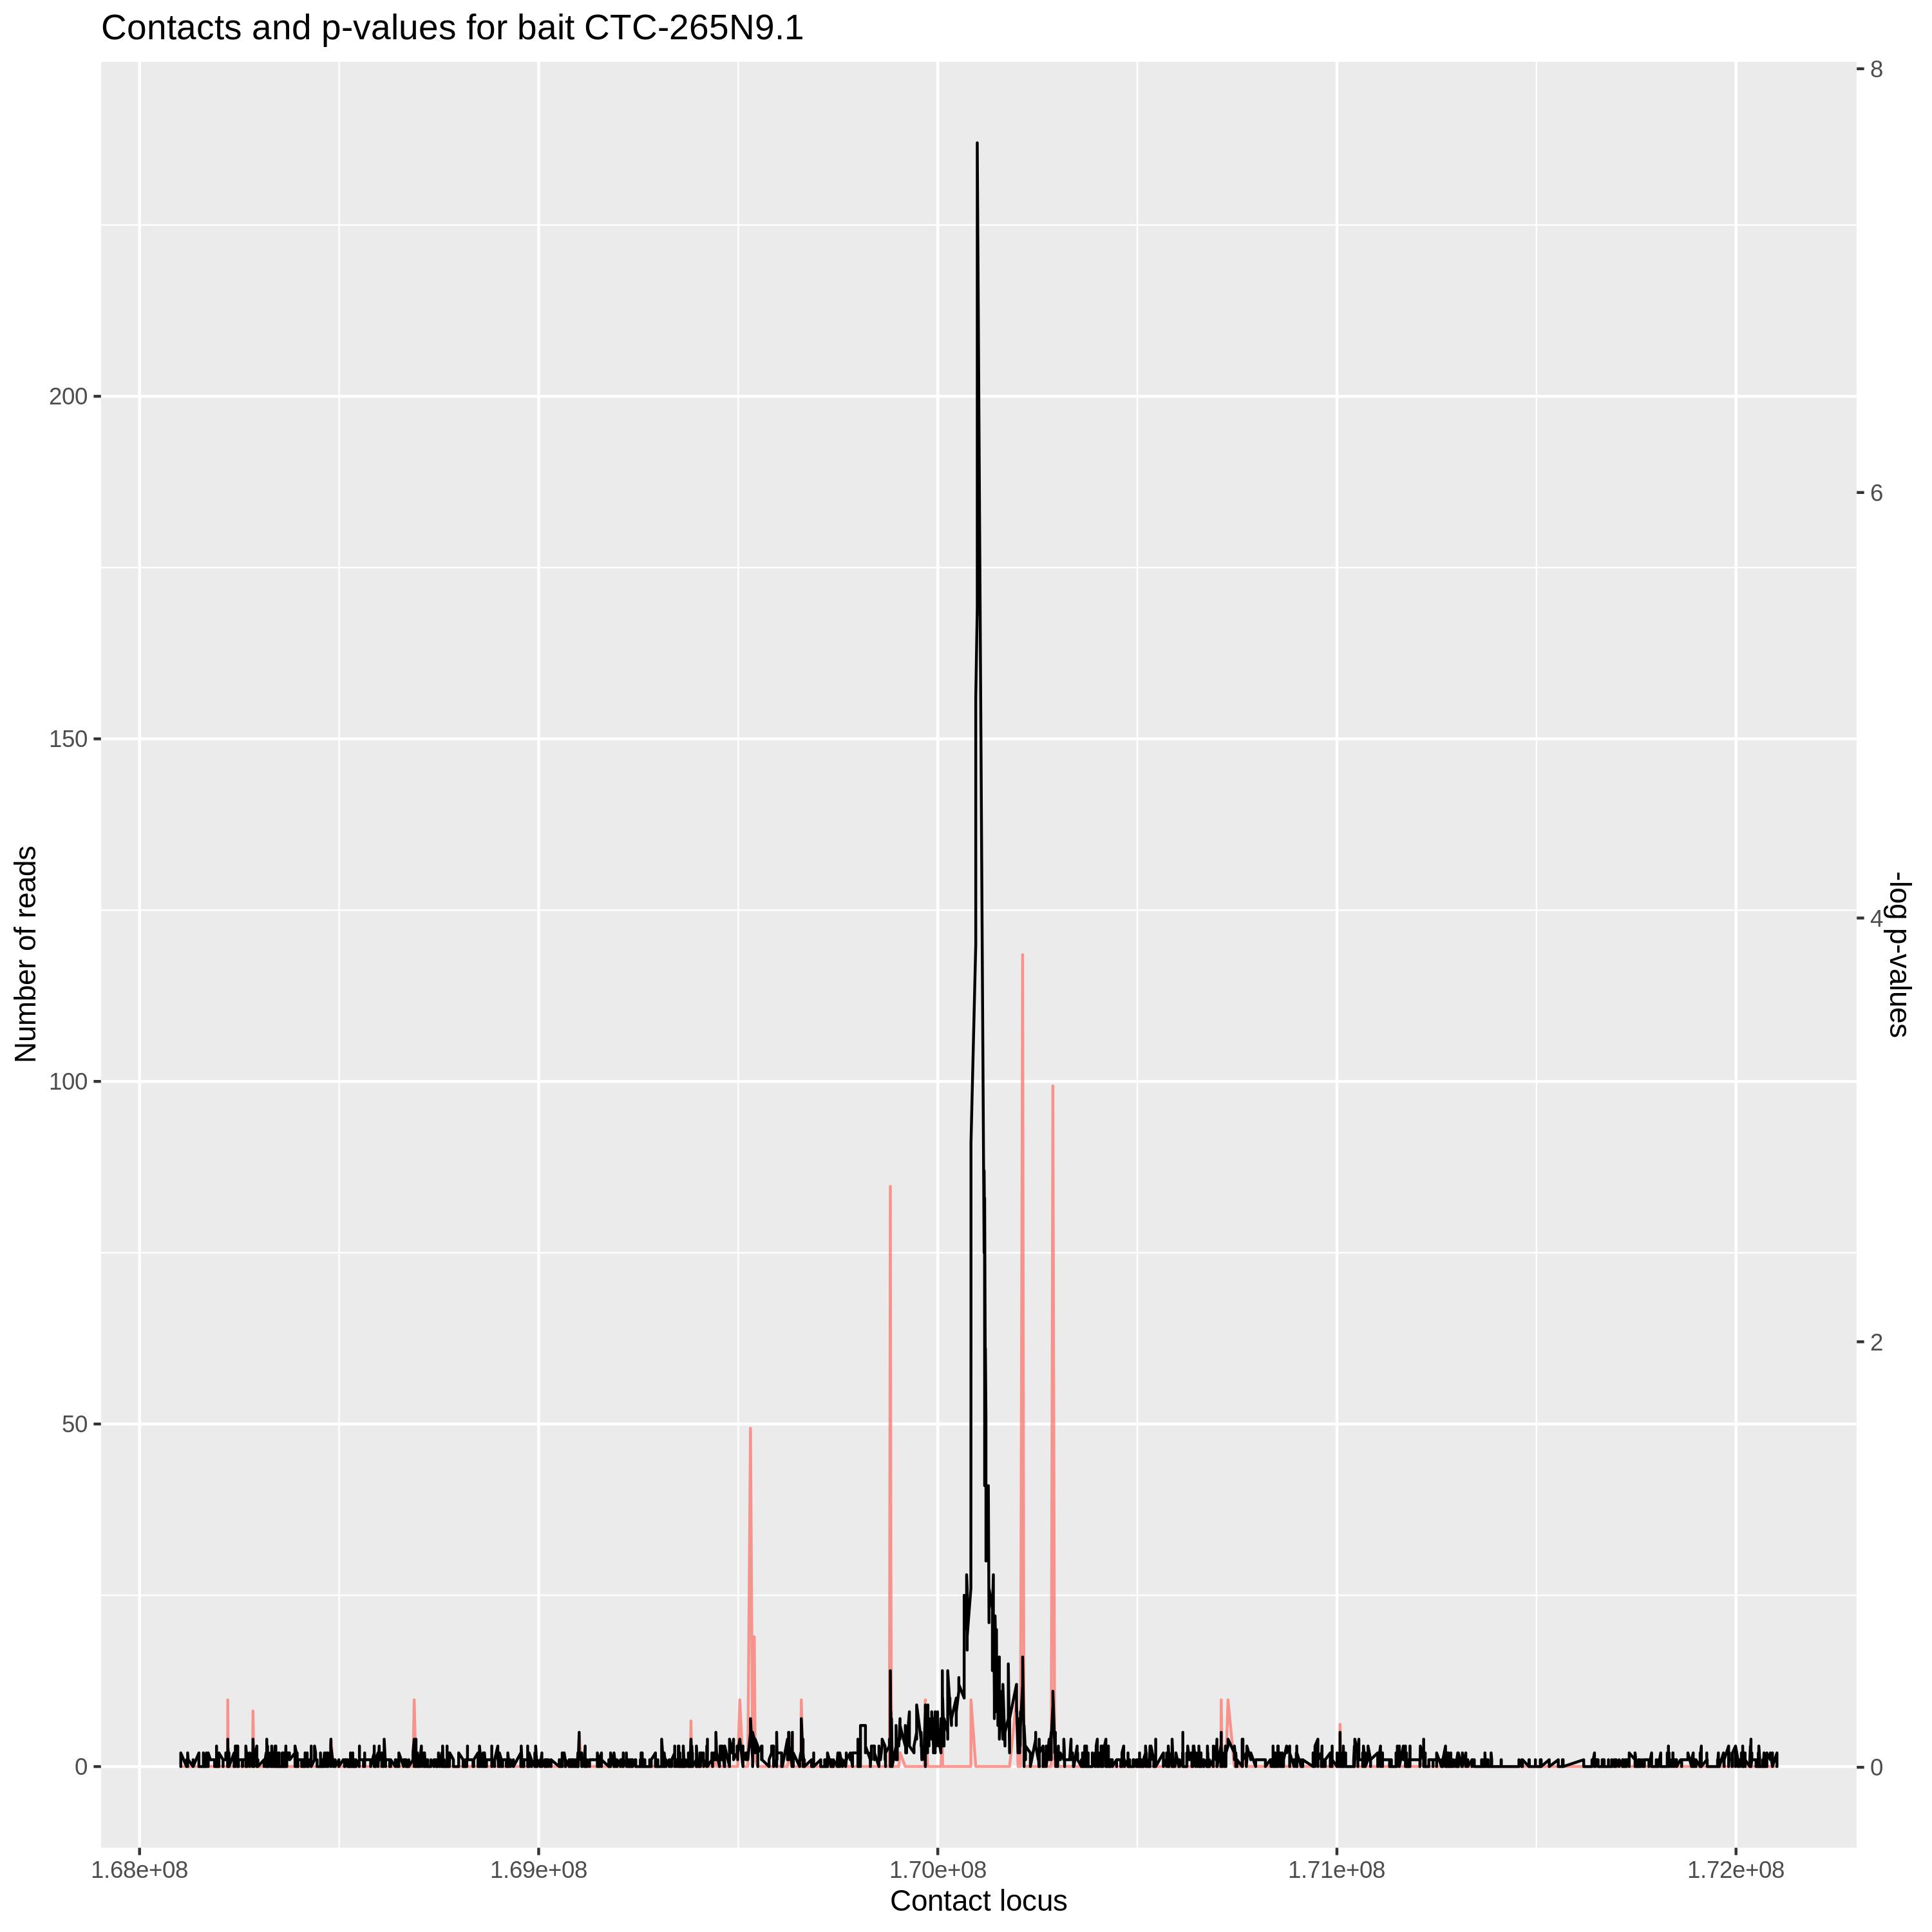 Contacts and p-values for bait CTC-265N9.1
Number of reads
200
150
100
50
0
8
6
4
2
0
-log p-values
1.68e+08
1.69e+08
1.70e+08
1.71e+08
1.72e+08
Contact locus